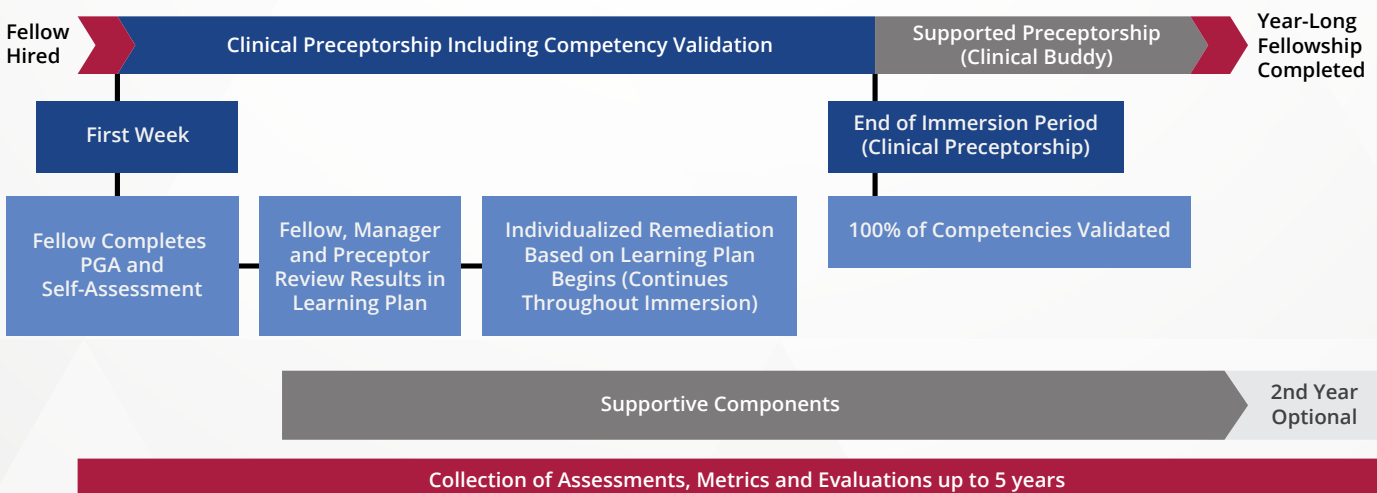 Fellow
Hired
Clinical Preceptorship Including Competency Validation
Supported Preceptorship
(Clinical Buddy)
Year-Long
Fellowship
Completed
First Week
End of Immersion Period
(Clinical Preceptorship)
Fellow Completes
PGA and
Self-Assessment
Fellow, Manager
and Preceptor
Review Results in
Learning Plan
Individualized Remediation
Based on Learning Plan
Begins (Continues
Throughout Immersion)
100% of Competencies Validated
Supportive Components
2nd Year
Optional
Collection of Assessments, Metrics and Evaluations up to 5 years